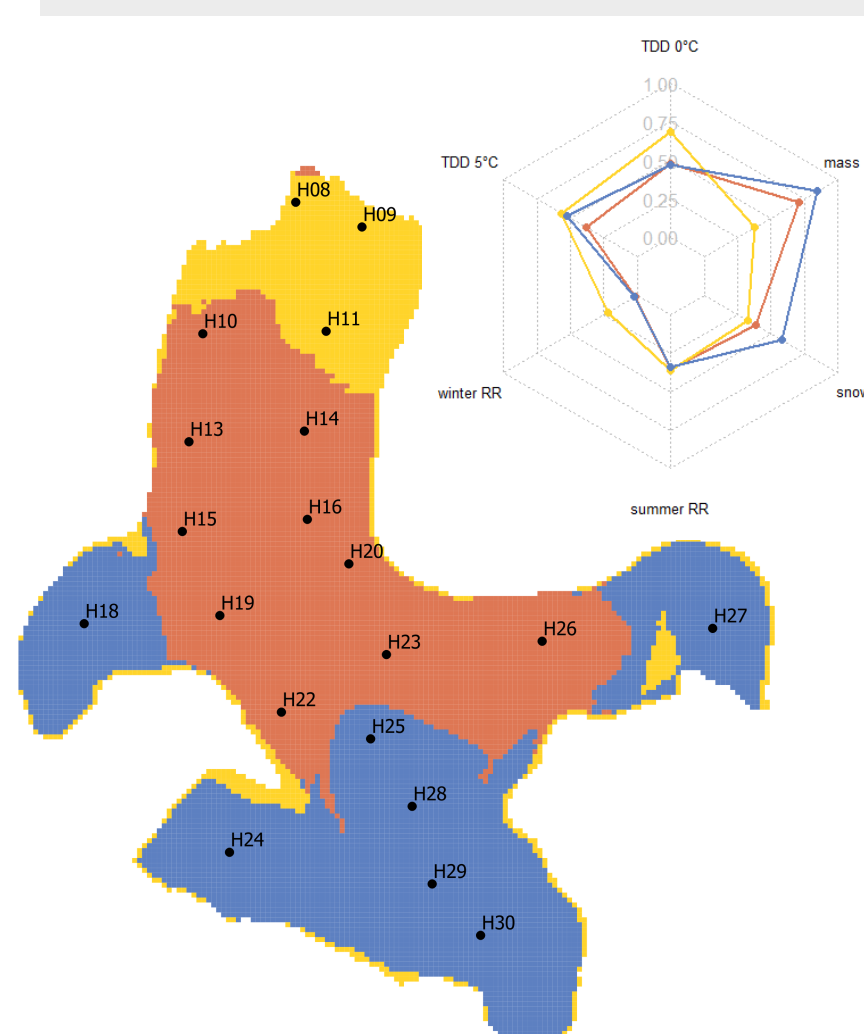 TDD 0°C
1.00
0.75
TDD 5°C
mass
0.50
H08
0.25
H09
0.00
H10
H11
winter RR
snow
H14
H13
summer RR
H16
H15
H20
H18
H19
H27
H26
H23
H22
H25
H28
H24
H29
H30